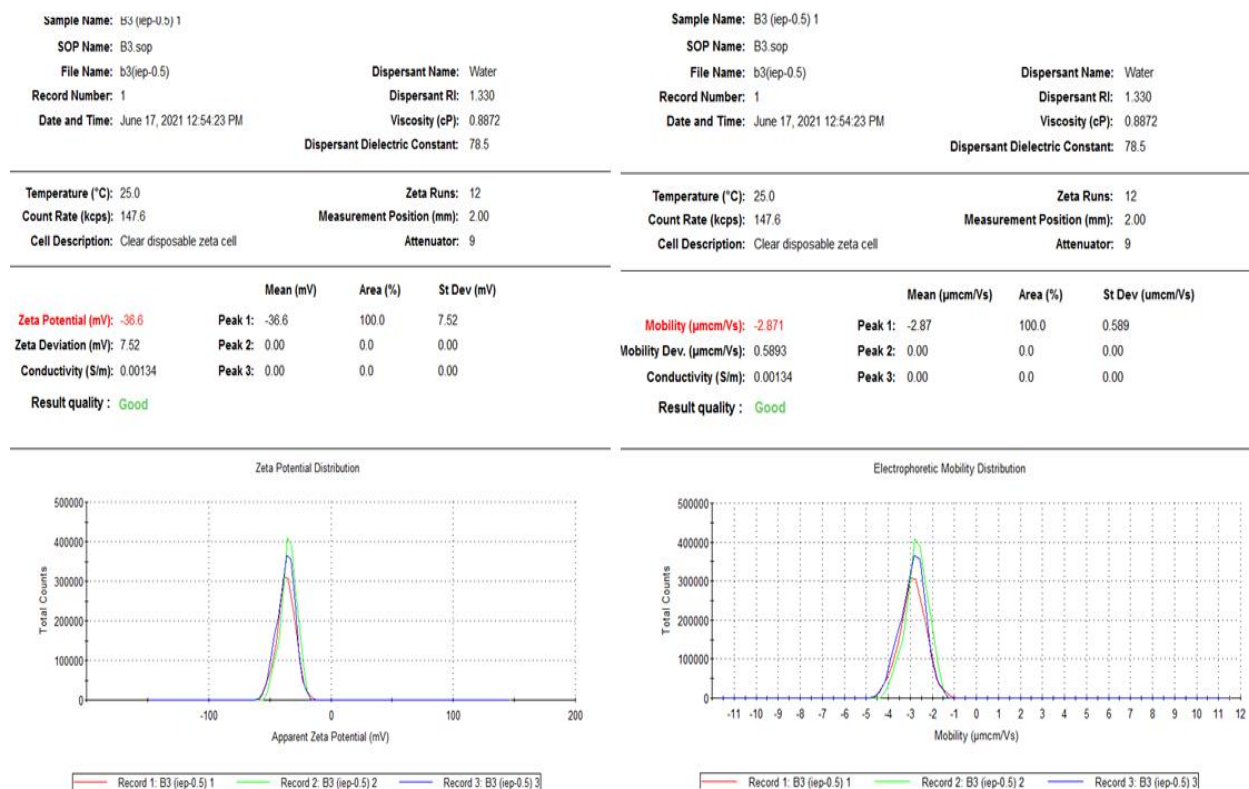 Sample Name: B3 (iep-0.5) 1
SOP Name: B3.sop
File Name: b3(iep-0.5) Dispersant Name: Water
Record Number: 1 Dispersant RI: 1.330
Date and Time: June 17, 2021 12:54:23 PM Viscosity (cP): 0.8872
Dispersant Dielectric Constant: 78.5
Temperature (°C): 25.0 Zeta Runs: 12
Count Rate (kcps): 147.6 Measurement Position (mm): 2.00
Cell Description: Clear disposable zeta cell Attenuator: 9
Mean (mV) Area (%) St Dev (mV)
Zeta Potential (mV): -36.6 Peak 1: -36.6 100.0 7.52
Zeta Deviation (mV): 7.52 Peak 2: 0.00 0.0 0.00
Conductivity (S/m): 0.00134 Peak 3: 0.00 0.0 0.00
Result quality : Good
Zeta Potential Distribution
500000
400000
300000
200000
100000
0
Total Counts
-100 0 100 200
Apparent Zeta Potential (mV)
Record 1: B3 (iep-0.5) 1 Record 2: B3 (iep-0.5) 2 Record 3: B3 (iep-0.5) 3
Sample Name: B3 (iep-0.5) 1
SOP Name: B3.sop
File Name: b3(iep-0.5) Dispersant Name: Water
Record Number: 1 Dispersant RI: 1.330
Date and Time: June 17, 2021 12:54:23 PM Viscosity (cP): 0.8872
Dispersant Dielectric Constant: 78.5
Temperature (°C): 25.0 Zeta Runs: 12
Count Rate (kcps): 147.6 Measurement Position (mm): 2.00
Cell Description: Clear disposable zeta cell Attenuator: 9
Mean (µmcm/Vs) Area (%) St Dev (umcm/Vs)
Mobility (µmcm/Vs): -2.871 Peak 1: -2.87 100.0 0.589
Mobility Dev. (µmcm/Vs): 0.5893 Peak 2: 0.00 0.0 0.00
Conductivity (S/m): 0.00134 Peak 3: 0.00 0.0 0.00
Result quality : Good
Electrophoretic Mobility Distribution
500000
400000
300000
200000
100000
0
Total Counts
-11 -10 -9 -8 -7 -6 -5 -4 -3 -2 -1 0 1 2 3 4 5 6 7 8 9 10 11 12
Mobility (µmcm/Vs)
Record 1: B3 (iep-0.5) 1 Record 2: B3 (iep-0.5) 2 Record 3: B3 (iep-0.5) 3